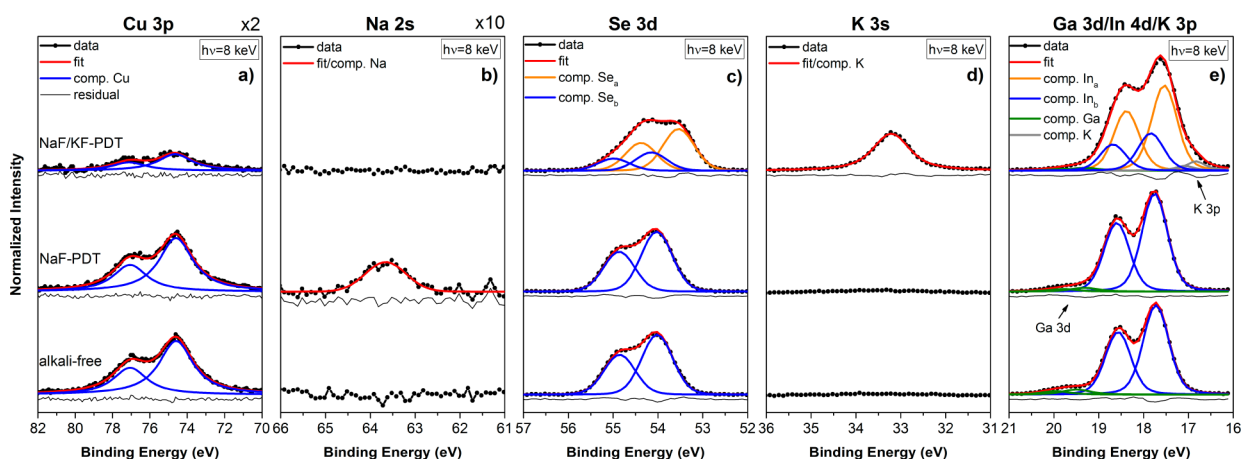 Cu 3p
x2
Na 2s
x10
Se 3d
K 3s
Ga 3d/In 4d/K 3p
Normalized Intensity
data
fit
comp. Cu
residual
hν=8 keV
a)
NaF/KF-PDT
NaF-PDT
alkali-free
82 80 78 76 74 72 70
Binding Energy (eV)
data
fit/comp. Na
hν=8 keV
b)
66 65 64 63 62 61
Binding Energy (eV)
data
fit
comp. Seₐ
comp. Se_b
hν=8 keV
c)
57 56 55 54 53 52
Binding Energy (eV)
data
fit/comp. K
hν=8 keV
d)
36 35 34 33 32 31
Binding Energy (eV)
data
fit
comp. Inₐ
comp. In_b
comp. Ga
comp. K
hν=8 keV
e)
K 3p
Ga 3d
21 20 19 18 17 16
Binding Energy (eV)